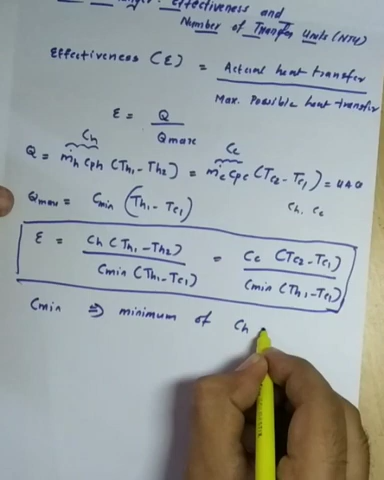 Effectiveness and
Number of Transfer Units (NTU)
Effectiveness (ε) = Actual heat transfer / Max. Possible heat transfer
ε = Q / Qmax
Ch Cc
Q = ṁh Cph (Th1 - Th2) = ṁc Cpc (Tc2 - Tc1) = UAθ
Ch, Cc
Qmax = Cmin (Th1 - Tc1)
ε = Ch (Th1 - Th2) / Cmin (Th1 - Tc1) = Cc (Tc2 - Tc1) / Cmin (Th1 - Tc1)
Cmin ⇒ minimum of Ch